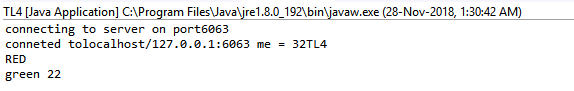 TL4 [Java Application] C:\Program Files\Java\jre1.8.0_192\bin\javaw.exe (28-Nov-2018, 1:30:42 AM)
connecting to server on port6063
conneted tolocalhost/127.0.0.1:6063 me = 32TL4
RED
green 22